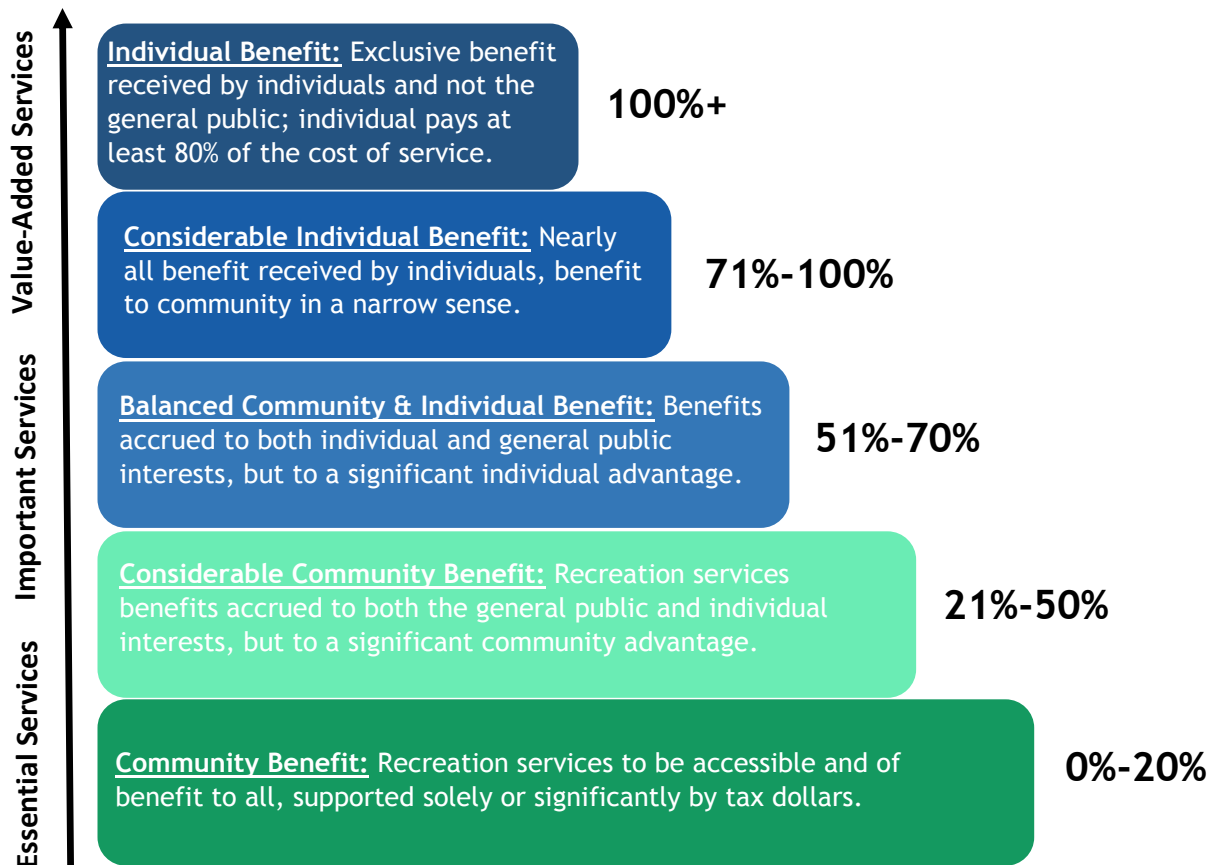 Value-Added Services
Individual Benefit: Exclusive benefit
received by individuals and not the
general public; individual pays at
least 80% of the cost of service.
100%+
Considerable Individual Benefit: Nearly
all benefit received by individuals, benefit
to community in a narrow sense.
71%-100%
Important Services
Balanced Community & Individual Benefit: Benefits
accrued to both individual and general public
interests, but to a significant individual advantage.
51%-70%
Considerable Community Benefit: Recreation services
benefits accrued to both the general public and individual
interests, but to a significant community advantage.
21%-50%
Essential Services
Community Benefit: Recreation services to be accessible and of
benefit to all, supported solely or significantly by tax dollars.
0%-20%